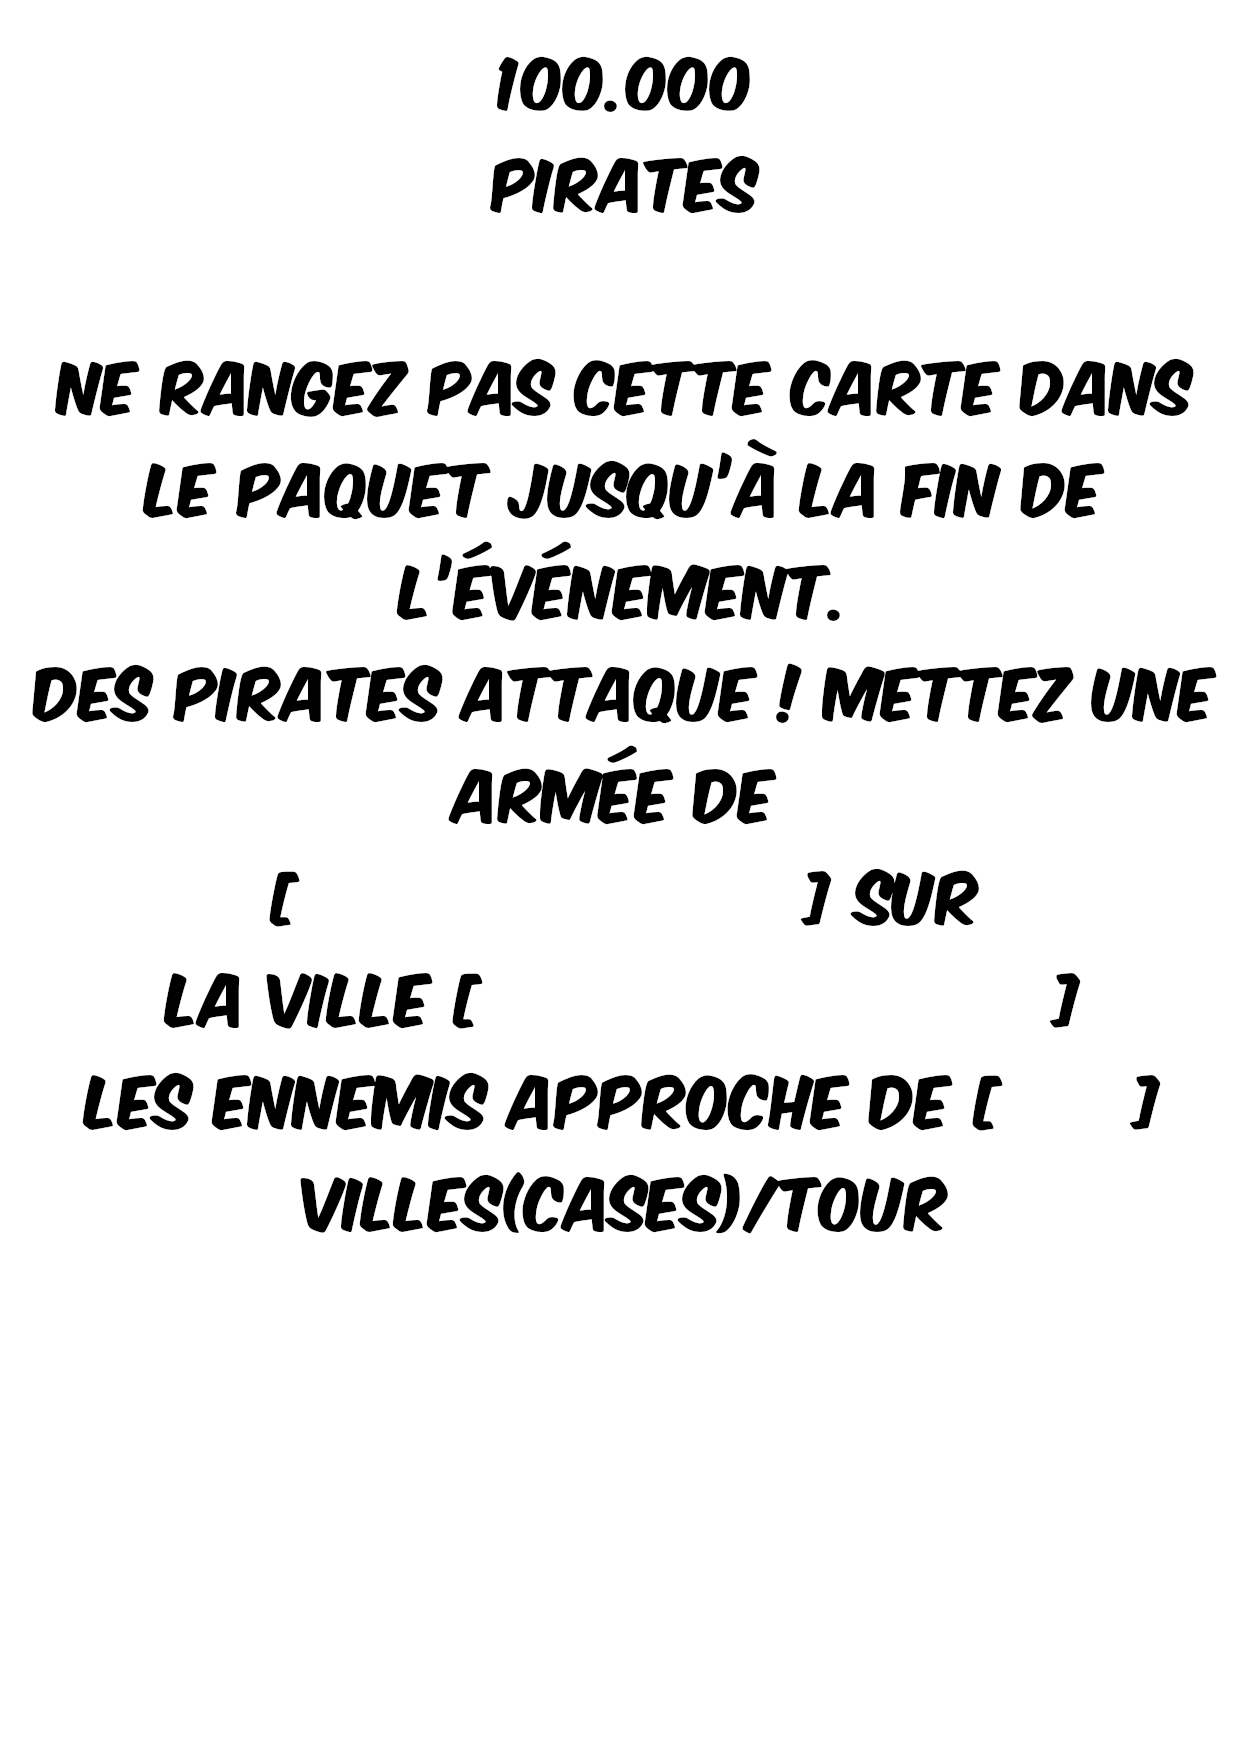 100.000
PIRATES
NE RANGEZ PAS CETTE CARTE DANS
LE PAQUET JUSQU'À LA FIN DE
L'ÉVÉNEMENT.
DES PIRATES ATTAQUE ! METTEZ UNE
ARMÉE DE
[ ] SUR
LA VILLE [ ]
LES ENNEMIS APPROCHE DE [ ]
VILLES(CASES)/TOUR